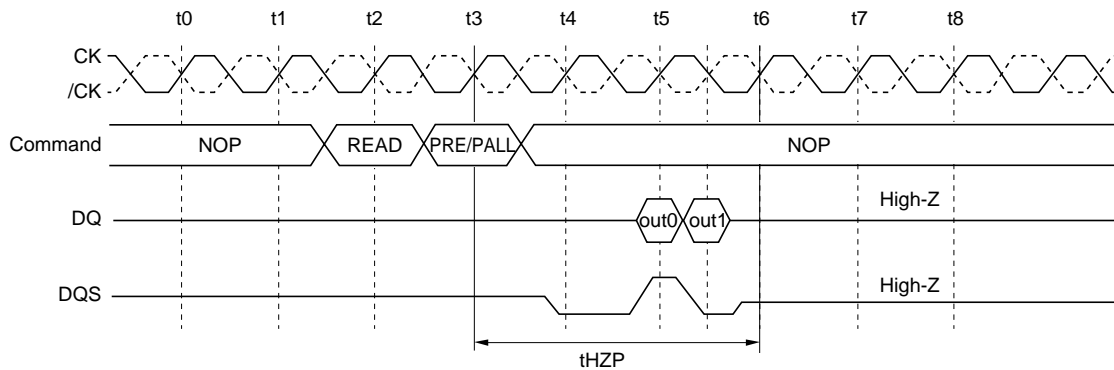 t0 t1 t2 t3 t4 t5 t6 t7 t8
CK
/CK
Command NOP READ PRE/PALL NOP
DQ out0 out1 High-Z
DQS High-Z
tHZP